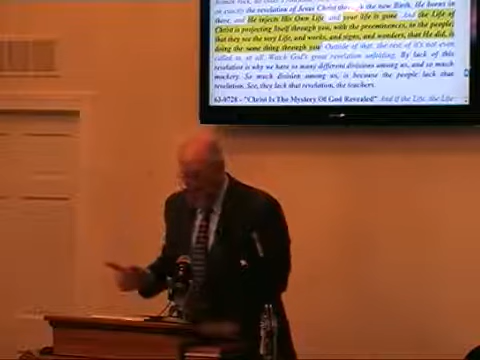 on exactly the revelation of Jesus Christ through the new Birth. He
there, and He injects His Own Life and your life is gone. And the Life of
Christ is projecting Itself through you, with the preeminences, to the people;
that they see the very Life, and works, and signs, and wonders, that He did, is
doing the same thing through you. Outside of that, the rest of it's not even
called to, at all. Watch God's great revelation unfolding. By lack of this
revelation is why we have so many different divisions among us, and so much
mockery. So much division among us, is because the people lack that
revelation. See, they lack that revelation, the teachers.
63-0728 - "Christ Is The Mystery Of God Revealed" And if the Life, the Life